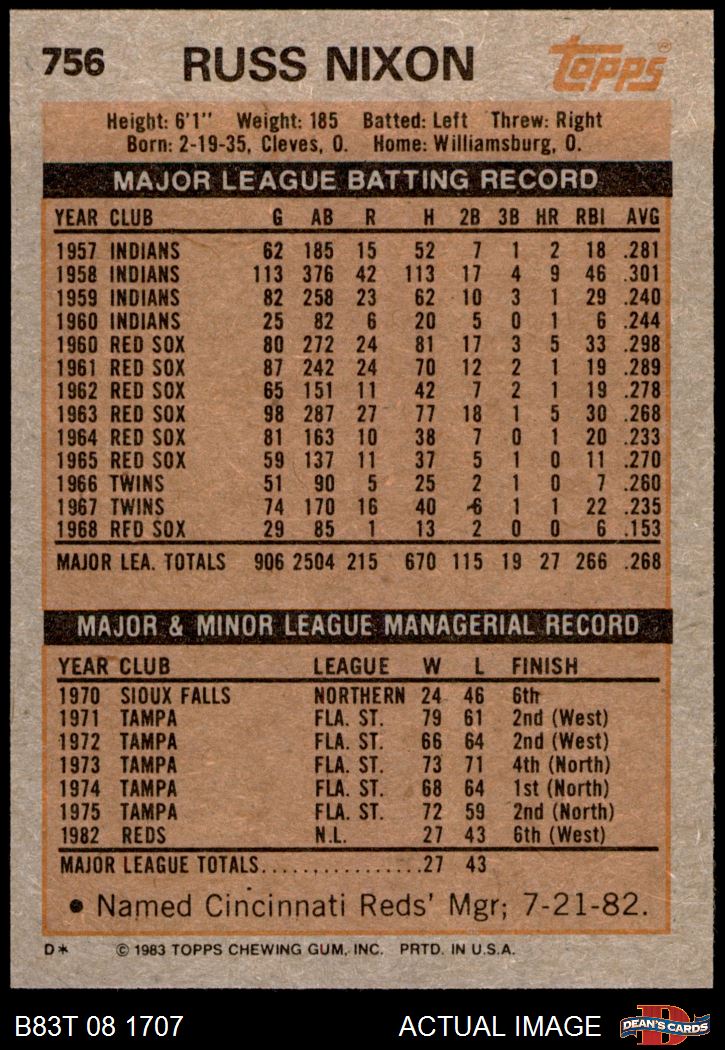 756 RUSS NIXON Topps®
Height: 6'1" Weight: 185 Batted: Left Threw: Right
Born: 2-19-35, Cleves, O. Home: Williamsburg, O.
MAJOR LEAGUE BATTING RECORD
YEAR CLUB G AB R H 2B 3B HR RBI AVG
1957 INDIANS 62 185 15 52 7 1 2 18 .281
1958 INDIANS 113 376 42 113 17 4 9 46 .301
1959 INDIANS 82 258 23 62 10 3 1 29 .240
1960 INDIANS 25 82 6 20 5 0 1 6 .244
1960 RED SOX 80 272 24 81 17 3 5 33 .298
1961 RED SOX 87 242 24 70 12 2 1 19 .289
1962 RED SOX 65 151 11 42 7 2 1 19 .278
1963 RED SOX 98 287 27 77 18 1 5 30 .268
1964 RED SOX 81 163 10 38 7 0 1 20 .233
1965 RED SOX 59 137 11 37 5 1 0 11 .270
1966 TWINS 51 90 5 25 2 1 0 7 .260
1967 TWINS 74 170 16 40 6 1 1 22 .235
1968 RED SOX 29 85 1 13 2 0 0 6 .153
MAJOR LEA. TOTALS 906 2504 215 670 115 19 27 266 .268
MAJOR & MINOR LEAGUE MANAGERIAL RECORD
YEAR CLUB LEAGUE W L FINISH
1970 SIOUX FALLS NORTHERN 24 46 6th
1971 TAMPA FLA. ST. 79 61 2nd (West)
1972 TAMPA FLA. ST. 66 64 2nd (West)
1973 TAMPA FLA. ST. 73 71 4th (North)
1974 TAMPA FLA. ST. 68 64 1st (North)
1975 TAMPA FLA. ST. 72 59 2nd (North)
1982 REDS N.L. 27 43 6th (West)
MAJOR LEAGUE TOTALS................27 43
• Named Cincinnati Reds' Mgr; 7-21-82.
D* © 1983 TOPPS CHEWING GUM, INC. PRTD. IN U.S.A.
B83T 08 1707 ACTUAL IMAGE D DEAN'S CARDS